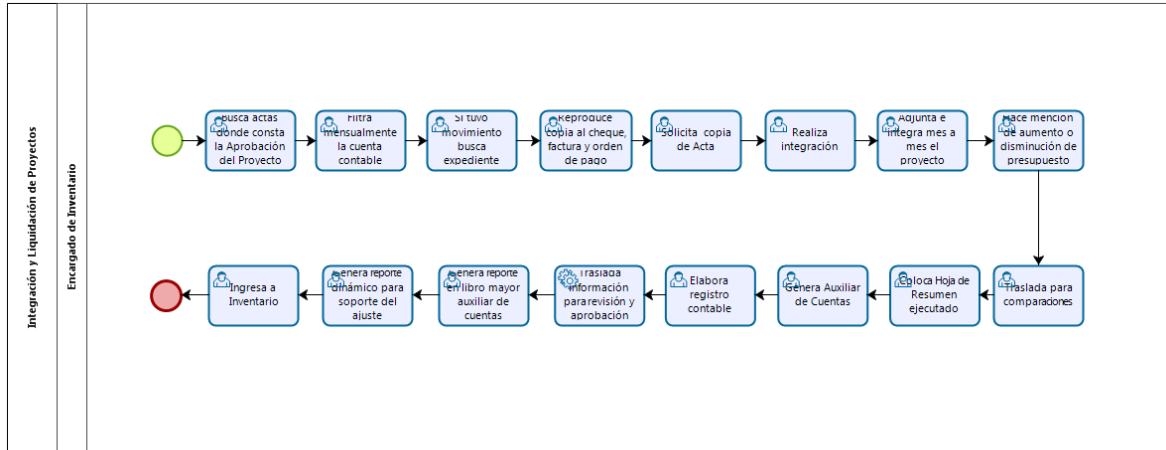 Integración y Liquidación de Proyectos
Encargado de Inventario
Busca actas
donde consta
la Aprobación
del Proyecto
Filtra
mensualmente
la cuenta
contable
Si tuvo
movimiento
busca
expediente
Reproduce
copia al cheque,
factura y orden
de pago
Solicita copia
de Acta
Realiza
integración
Adjunta e
integra mes a
mes el
proyecto
Hace mención
de aumento o
disminución de
presupuesto
Traslada para
comparaciones
Coloca Hoja de
Resumen
ejecutado
Genera Auxiliar
de Cuentas
Elabora
registro
contable
Traslada
información
para revisión y
aprobación
Genera reporte
en libro mayor
auxiliar de
cuentas
Genera reporte
dinámico para
soporte del
ajuste
Ingresa a
Inventario